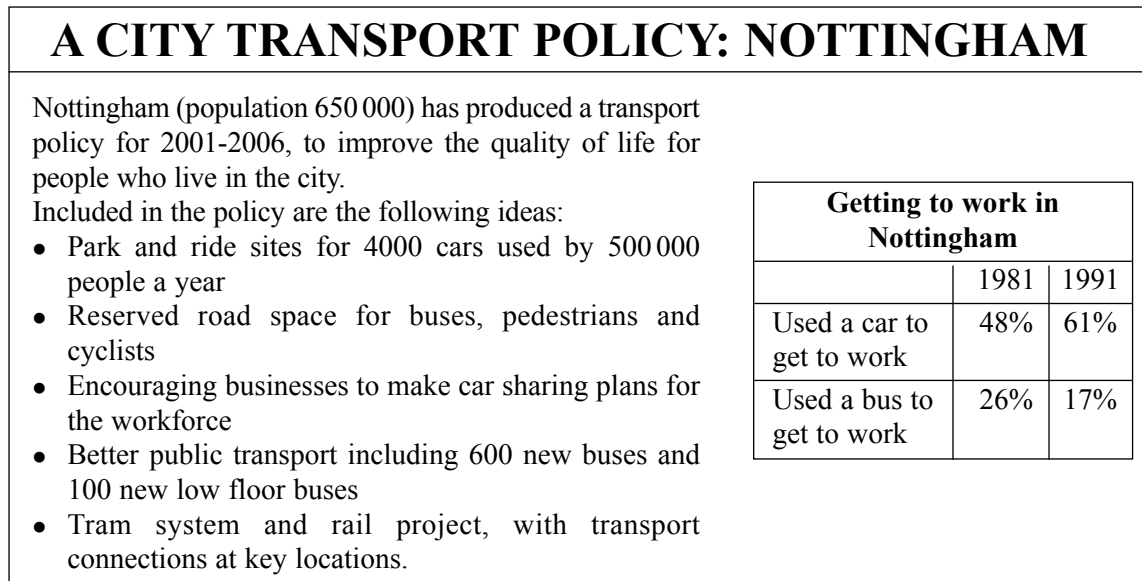 A CITY TRANSPORT POLICY: NOTTINGHAM
Nottingham (population 650 000) has produced a transport
policy for 2001-2006, to improve the quality of life for
people who live in the city.
Included in the policy are the following ideas:
● Park and ride sites for 4000 cars used by 500 000
people a year
● Reserved road space for buses, pedestrians and
cyclists
● Encouraging businesses to make car sharing plans for
the workforce
● Better public transport including 600 new buses and
100 new low floor buses
● Tram system and rail project, with transport
connections at key locations.
Getting to work in
Nottingham
1981 1991
Used a car to 48% 61%
get to work
Used a bus to 26% 17%
get to work